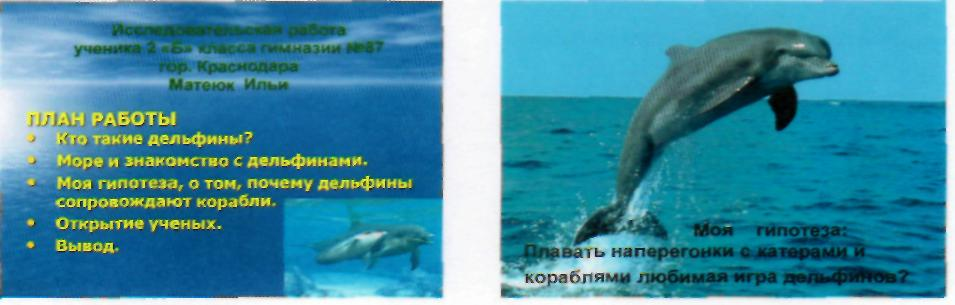 Исследовательская работа
ученика 2 «Б» класса гимназии №87
гор. Краснодара
Матеюк Ильи
ПЛАН РАБОТЫ
• Кто такие дельфины?
• Море и знакомство с дельфинами.
• Моя гипотеза, о том, почему дельфины
сопровождают корабли.
• Открытие ученых.
• Вывод.
Моя гипотеза:
Плавать наперегонки с катерами и
кораблями любимая игра дельфинов?